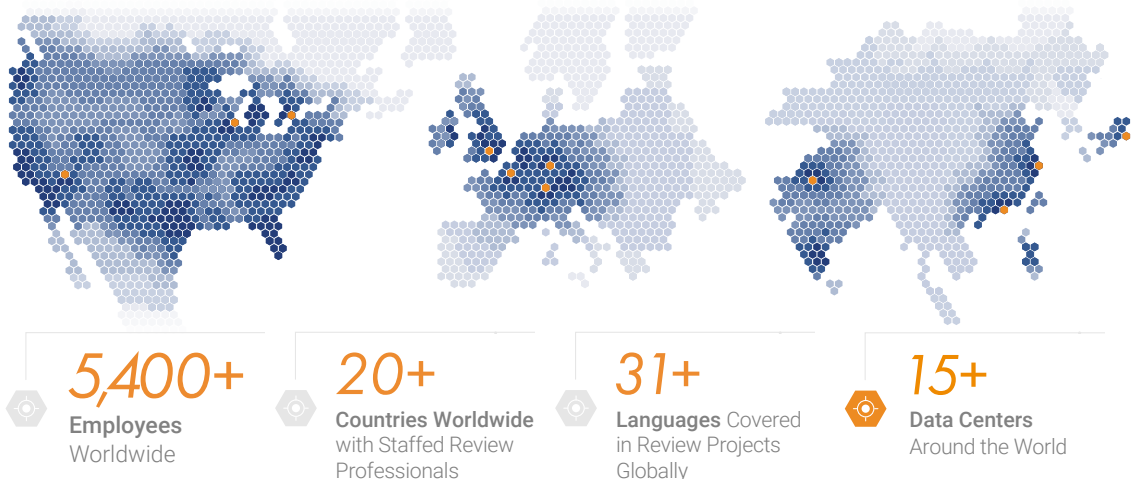 5,400+
Employees
Worldwide
20+
Countries Worldwide
with Staffed Review
Professionals
31+
Languages Covered
in Review Projects
Globally
15+
Data Centers
Around the World